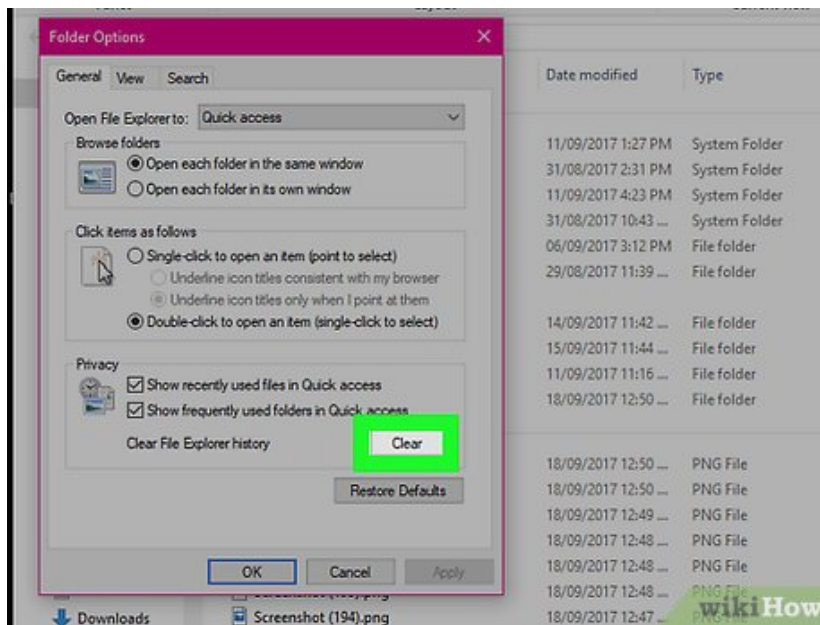 Folder Options
General View Search
Open File Explorer to: Quick access
Browse folders
Open each folder in the same window
Open each folder in its own window
Click items as follows
Single-click to open an item (point to select)
Underline icon titles consistent with my browser
Underline icon titles only when I point at them
Double-click to open an item (single-click to select)
Privacy
Show recently used files in Quick access
Show frequently used folders in Quick access
Clear File Explorer history Clear
Restore Defaults
OK Cancel Apply
Date modified Type
11/09/2017 1:27 PM System Folder
31/08/2017 2:31 PM System Folder
11/09/2017 4:23 PM System Folder
31/08/2017 10:43 ... System Folder
06/09/2017 3:12 PM File folder
29/08/2017 11:39 ... File folder
14/09/2017 11:42 ... File folder
15/09/2017 11:44 ... File folder
11/09/2017 11:16 ... File folder
18/09/2017 12:50 ... File folder
18/09/2017 12:50 ... PNG File
18/09/2017 12:50 ... PNG File
18/09/2017 12:49 ... PNG File
18/09/2017 12:48 ... PNG File
18/09/2017 12:48 ... PNG File
18/09/2017 12:48 ... PNG File
Downloads Screenshot (194).png 18/09/2017 12:47 ...
wikiHow